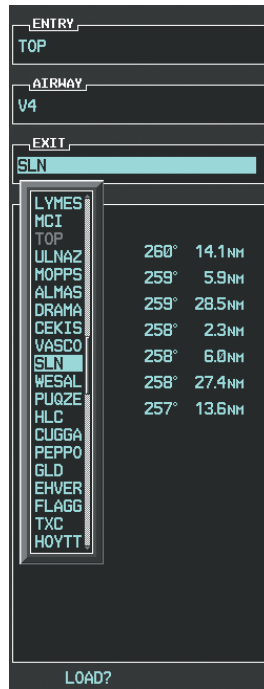 ENTRY
TOP
AIRWAY
V4
EXIT
SLN
LYMES
MCI
TOP
ULNAZ 260° 14.1NM
MOPPS 259° 5.9NM
ALMAS
DRAMA 259° 28.5NM
CEKIS 258° 2.3NM
VASCO
SLN 258° 6.0NM
WESAL 258° 27.4NM
PUQZE
HLC 257° 13.6NM
CUGGA
PEPPO
GLD
EHVER
FLAGG
TXC
HOYTT
LOAD?